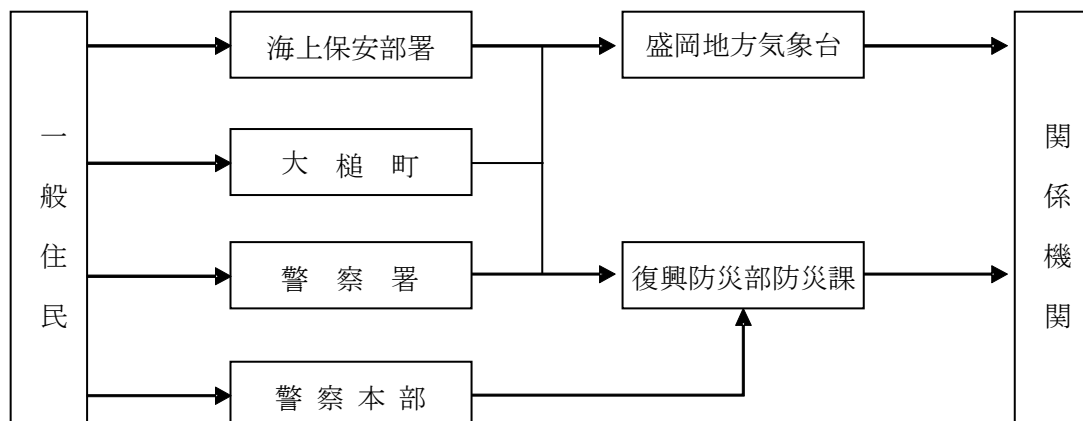 一般住民
海上保安部署
大槌町
警察署
警察本部
盛岡地方気象台
復興防災部防災課
関係機関